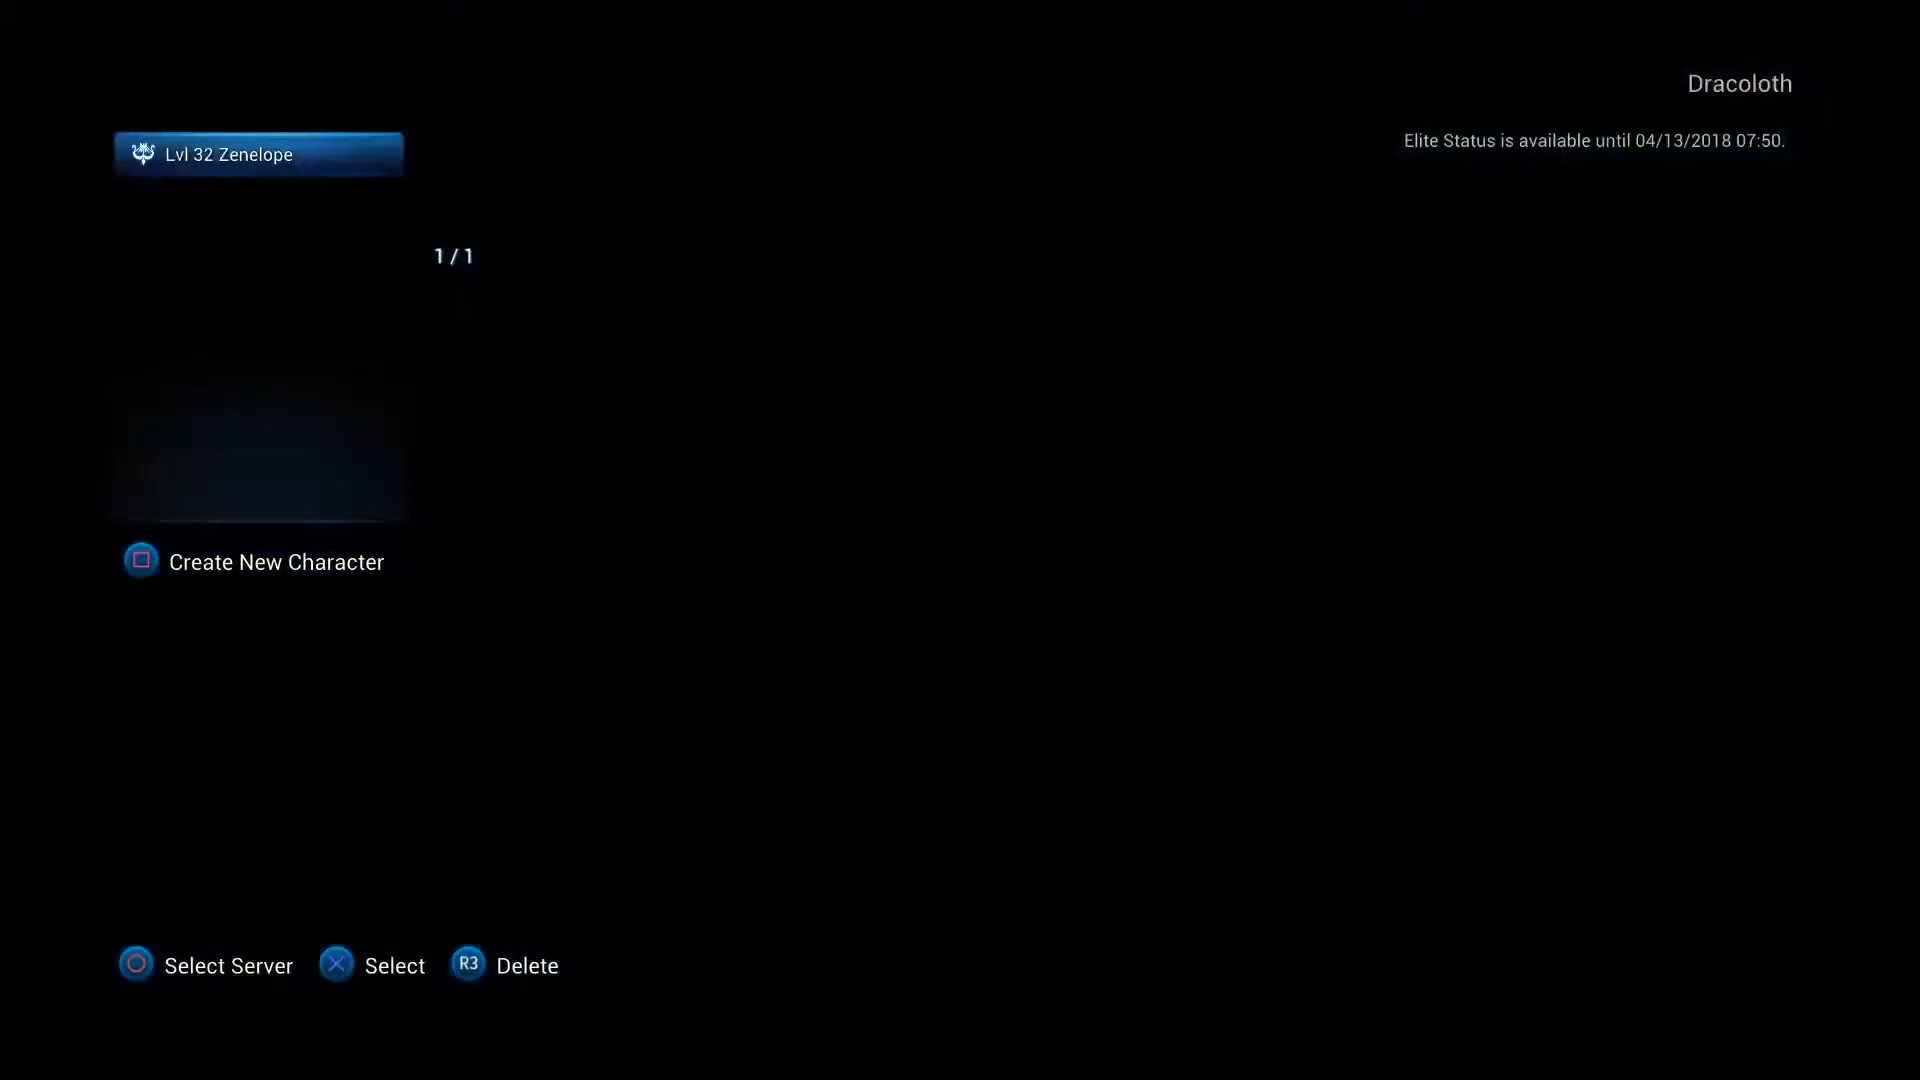 Dracoloth
Elite Status is available until 04/13/2018 07:50.
Lvl 32 Zenelope
1 / 1
Create New Character
Select Server
Select
R3 Delete